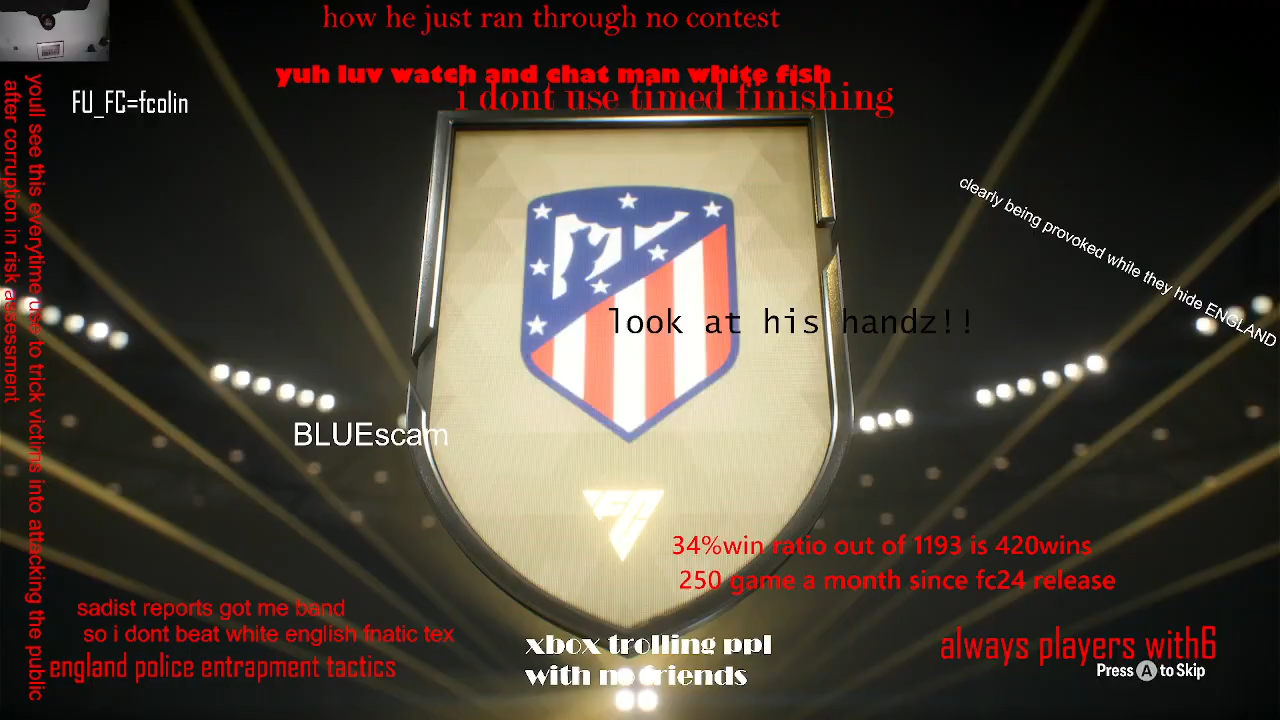 how he just ran through no contest
yuh luv watch and chat man white fish
i dont use timed finishing
FU_FC=fcolin
youll see this everytime use to trick victims into attacking the public
after corruption in risk assessment
clearly being provoked while they hide ENGLAND
look at his handz!!
BLUEscam
34%win ratio out of 1193 is 420wins
250 game a month since fc24 release
sadist reports got me band
so i dont beat white english fnatic tex
england police entrapment tactics
xbox trolling ppl
with no friends
always players with6
Press A to Skip